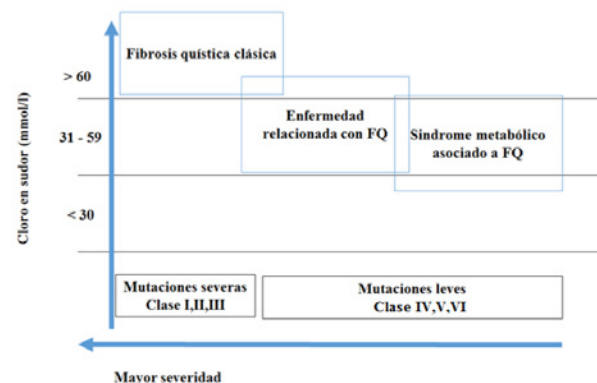 Fibrosis quística clásica
> 60
Enfermedad
relacionada con FQ
Sindrome metabólico
asociado a FQ
31 - 59
< 30
Cloro en sudor (mmol/l)
Mutaciones severas
Clase I,II,III
Mutaciones leves
Clase IV,V,VI
Mayor severidad